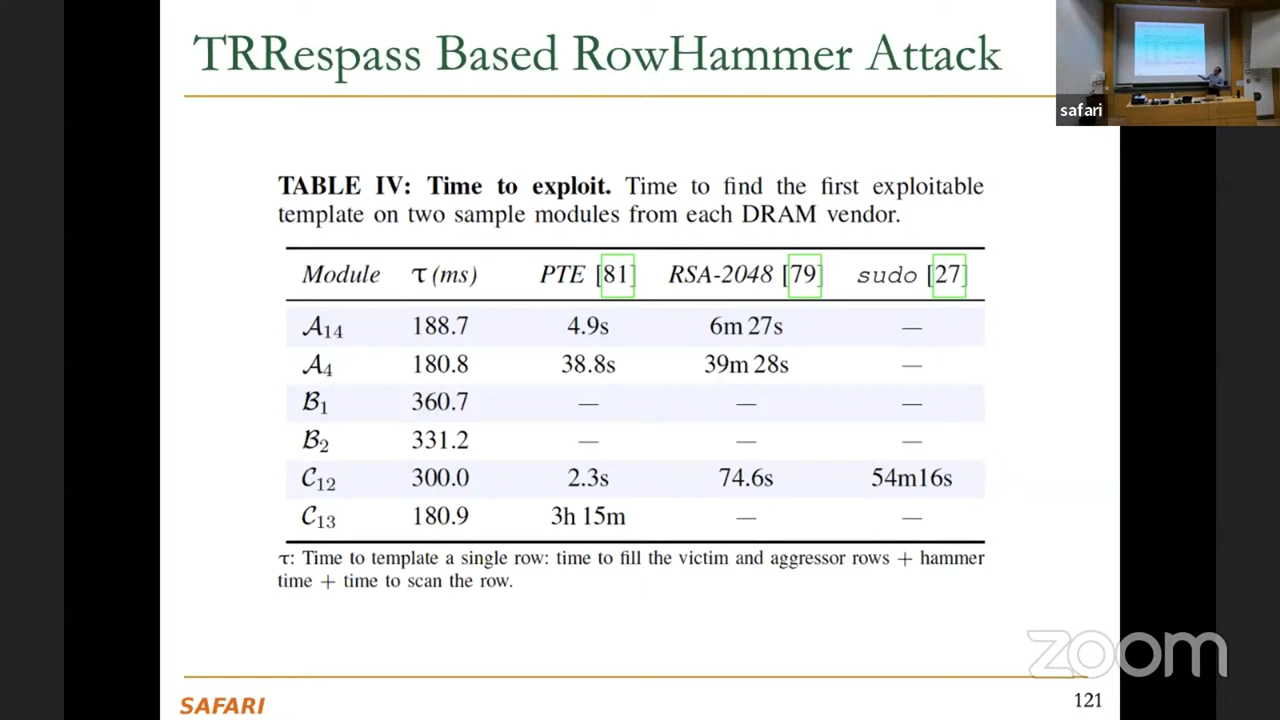 TRRespass Based RowHammer Attack
safari
TABLE IV: Time to exploit. Time to find the first exploitable
template on two sample modules from each DRAM vendor.
Module τ (ms) PTE [81] RSA-2048 [79] sudo [27]
A14 188.7 4.9s 6m 27s —
A4 180.8 38.8s 39m 28s —
B1 360.7 — — —
B2 331.2 — — —
C12 300.0 2.3s 74.6s 54m16s
C13 180.9 3h 15m — —
τ: Time to template a single row: time to fill the victim and aggressor rows + hammer
time + time to scan the row.
zoom
SAFARI
121